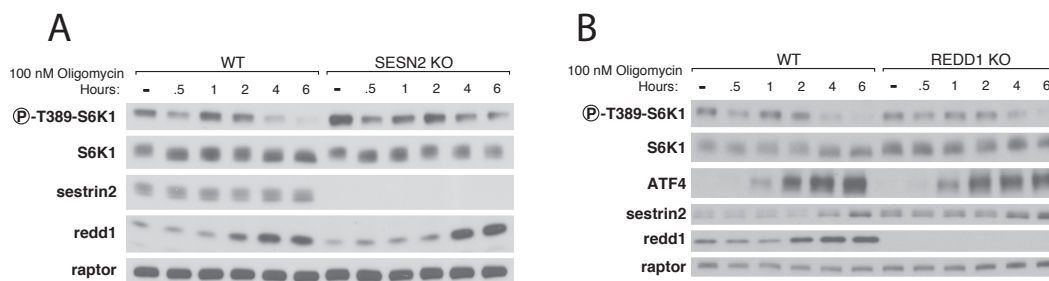 A
WT SESN2 KO
100 nM Oligomycin
Hours: - .5 1 2 4 6 - .5 1 2 4 6
Ⓟ-T389-S6K1
S6K1
sestrin2
redd1
raptor
B
WT REDD1 KO
100 nM Oligomycin
Hours: - .5 1 2 4 6 - .5 1 2 4 6
Ⓟ-T389-S6K1
S6K1
ATF4
sestrin2
redd1
raptor